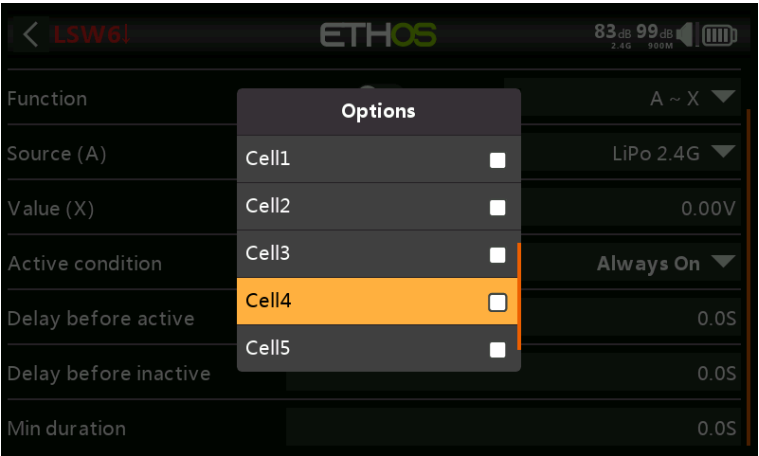 LSW6!
ETHOS
83dB 99dB
2.4G 900M
Function
A ~ X
Options
Source (A)
LiPo 2.4G
Cell1
Value (X)
0.00V
Cell2
Active condition
Always On
Cell3
Delay before active
0.0S
Cell4
Delay before inactive
0.0S
Cell5
Min duration
0.0S